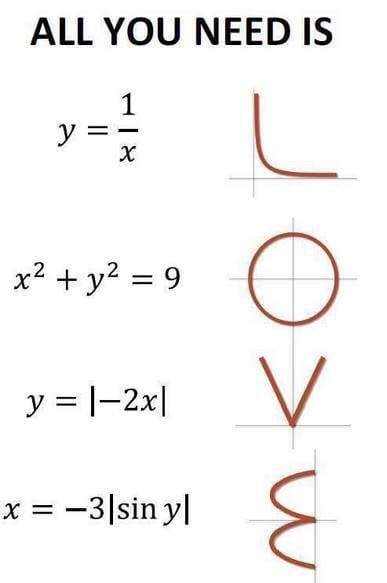 ALL YOU NEED IS
y = 1/x
x² + y² = 9
y = |−2x|
x = −3|sin y|